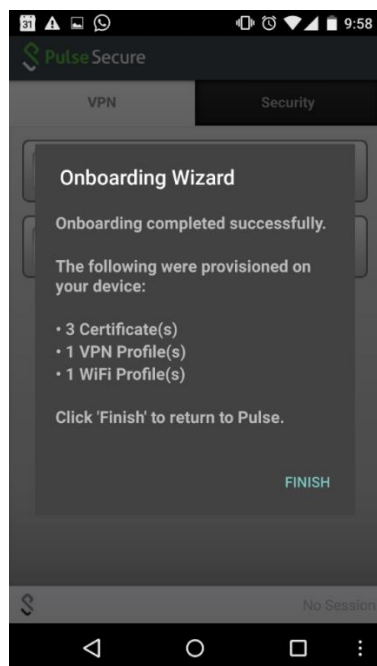 31
9:58
Pulse Secure
VPN
Security
Onboarding Wizard
Onboarding completed successfully.
The following were provisioned on
your device:
• 3 Certificate(s)
• 1 VPN Profile(s)
• 1 WiFi Profile(s)
Click 'Finish' to return to Pulse.
FINISH
No Session